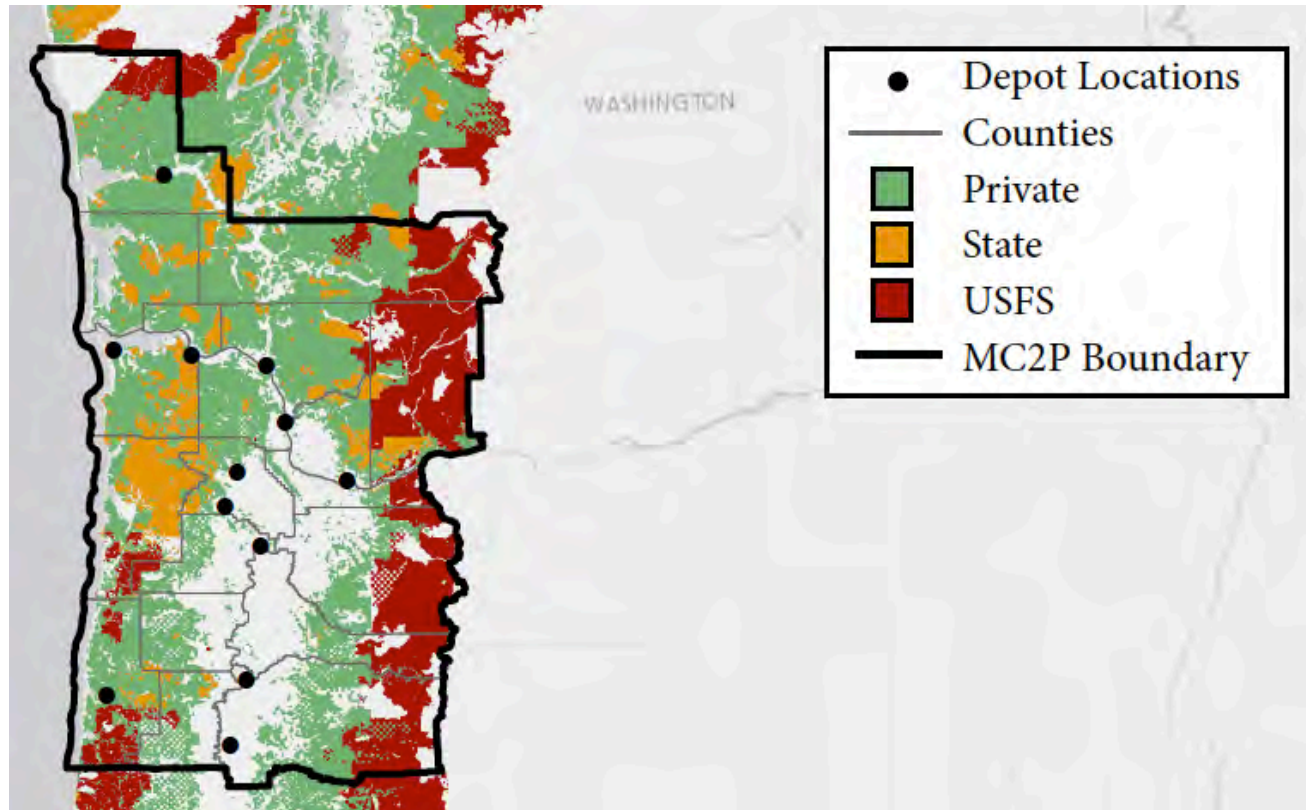 WASHINGTON
Depot Locations
Counties
Private
State
USFS
MC2P Boundary